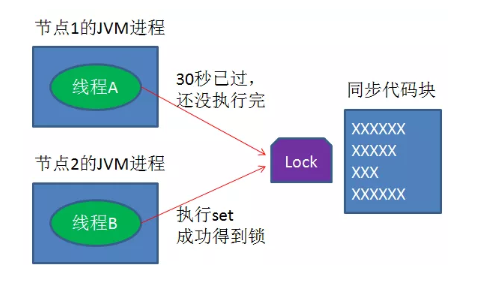 节点1的JVM进程
线程A
30秒已过，
还没执行完
同步代码块
XXXXXX
XXXXX
XXX
XXXXXX
Lock
节点2的JVM进程
线程B
执行set
成功得到锁